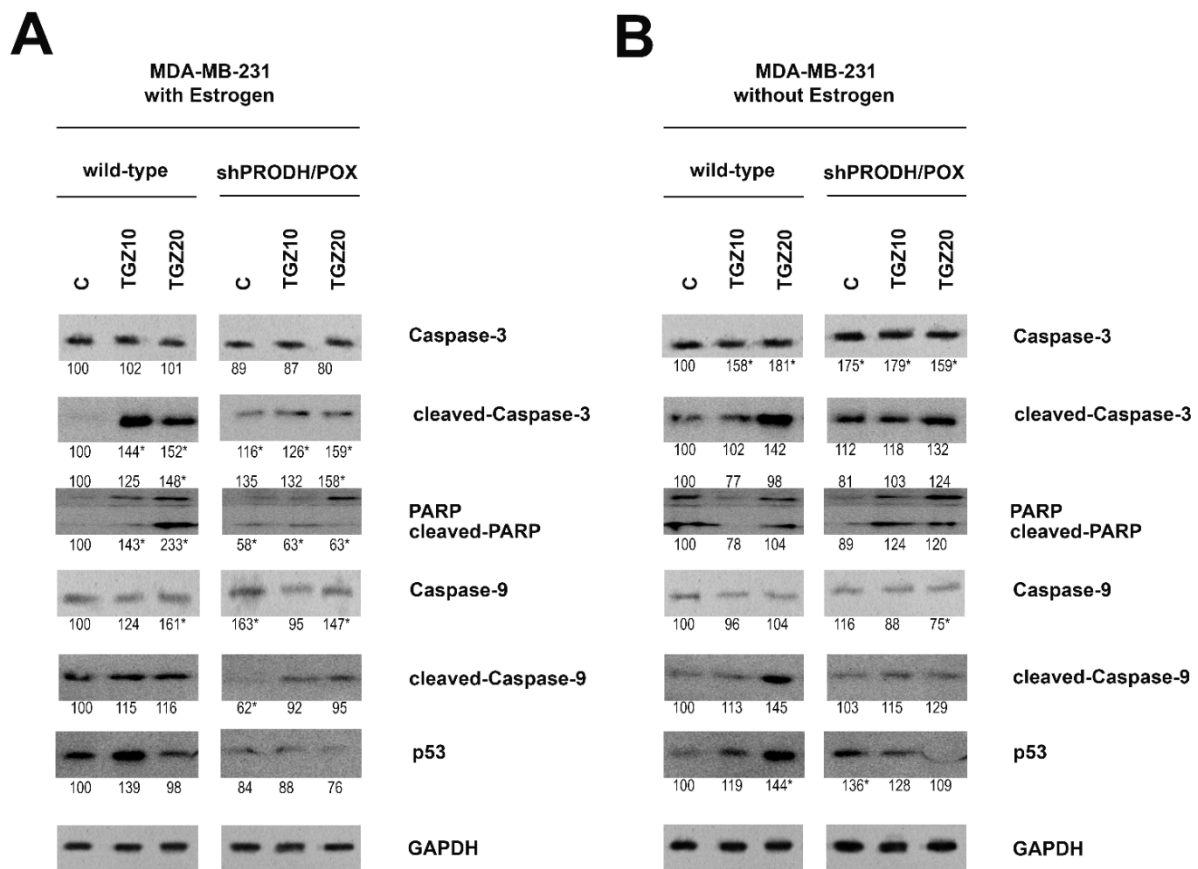 A
B
MDA-MB-231
with Estrogen
MDA-MB-231
without Estrogen
wild-type shPRODH/POX
wild-type shPRODH/POX
C TGZ10 TGZ20 C TGZ10 TGZ20
C TGZ10 TGZ20 C TGZ10 TGZ20
Caspase-3
100 102 101 89 87 80
Caspase-3
100 158* 181* 175* 179* 159*
cleaved-Caspase-3
100 144* 152* 116* 126* 159*
cleaved-Caspase-3
100 102 142 112 118 132
100 125 148* 135 132 158*
PARP
cleaved-PARP
100 143* 233* 58* 63* 63*
100 77 98 81 103 124
PARP
cleaved-PARP
100 78 104 89 124 120
Caspase-9
100 124 161* 163* 95 147*
Caspase-9
100 96 104 116 88 75*
cleaved-Caspase-9
100 115 116 62* 92 95
cleaved-Caspase-9
100 113 145 103 115 129
p53
100 139 98 84 88 76
p53
100 119 144* 136* 128 109
GAPDH
GAPDH